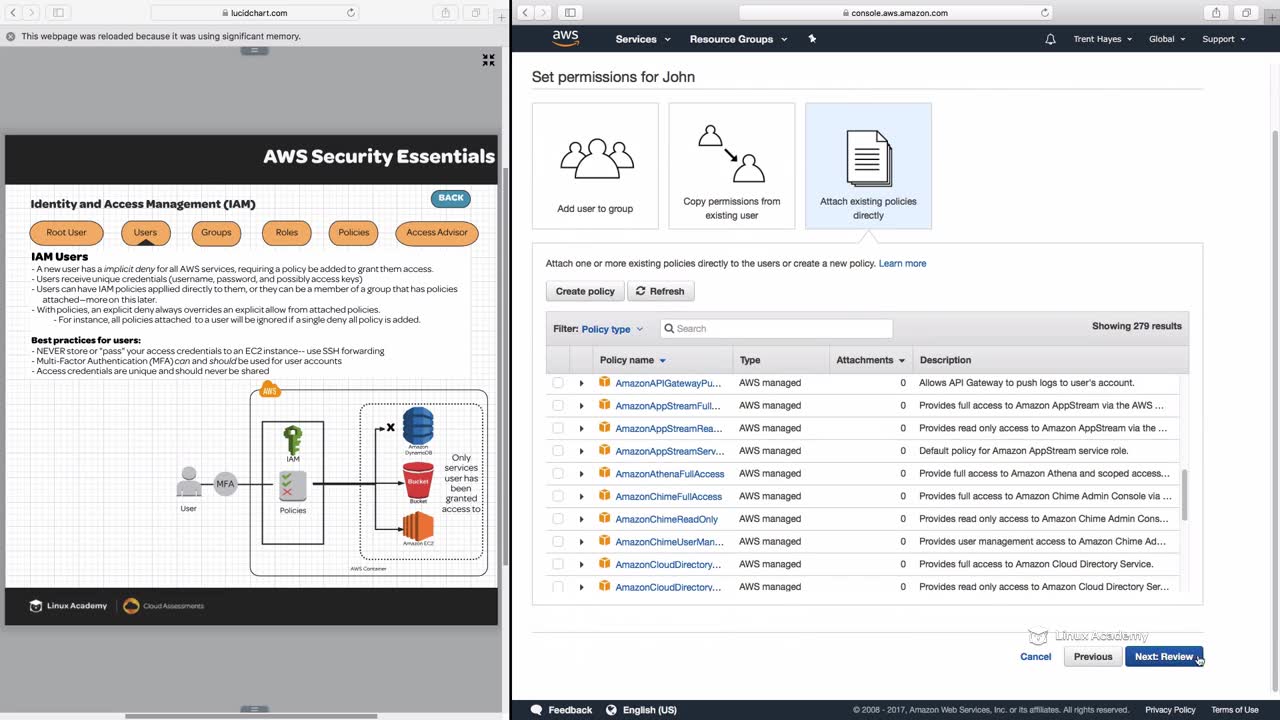 lucidchart.com
This webpage was reloaded because it was using significant memory.
AWS Security Essentials
BACK
Identity and Access Management (IAM)
Root User
Users
Groups
Roles
Policies
Access Advisor
IAM Users
- A new user has a implicit deny for all AWS services, requiring a policy be added to grant them access.
- Users receive unique credentials (username, password, and possibly access keys)
- Users can have IAM policies appllied directly to them, or they can be a member of a group that has policies
attached—more on this later.
- With policies, an explicit deny always overrides an explicit allow from attached policies.
- For instance, all policies attached to a user will be ignored if a single deny all policy is added.
Best practices for users:
- NEVER store or "pass" your access credentials to an EC2 instance-- use SSH forwarding
- Multi-Factor Authentication (MFA) can and should be used for user accounts
- Access credentials are unique and should never be shared
AWS
User
MFA
IAM
Policies
X
Amazon
DynamoDB
Bucket
Bucket
Amazon EC2
Only
services
user has
been
granted
access to
AWS Container
Linux Academy
Cloud Assessments
console.aws.amazon.com
aws
Services
Resource Groups
Trent Hayes
Global
Support
Set permissions for John
Add user to group
Copy permissions from
existing user
Attach existing policies
directly
Attach one or more existing policies directly to the users or create a new policy. Learn more
Create policy
Refresh
Filter: Policy type
Search
Showing 279 results
Policy name Type Attachments Description
AmazonAPIGatewayPu... AWS managed 0 Allows API Gateway to push logs to user's account.
AmazonAppStreamFull... AWS managed 0 Provides full access to Amazon AppStream via the AWS ...
AmazonAppStreamRea... AWS managed 0 Provides read only access to Amazon AppStream via the ...
AmazonAppStreamServ... AWS managed 0 Default policy for Amazon AppStream service role.
AmazonAthenaFullAccess AWS managed 0 Provide full access to Amazon Athena and scoped access...
AmazonChimeFullAccess AWS managed 0 Provides full access to Amazon Chime Admin Console via ...
AmazonChimeReadOnly AWS managed 0 Provides read only access to Amazon Chime Admin Cons...
AmazonChimeUserMan... AWS managed 0 Provides user management access to Amazon Chime Ad...
AmazonCloudDirectory... AWS managed 0 Provides full access to Amazon Cloud Directory Service.
AmazonCloudDirectory... AWS managed 0 Provides read only access to Amazon Cloud Directory Ser...
Linux Academy
Cancel
Previous
Next: Review
Feedback
English (US)
© 2008 - 2017, Amazon Web Services, Inc. or its affiliates. All rights reserved.
Privacy Policy
Terms of Use